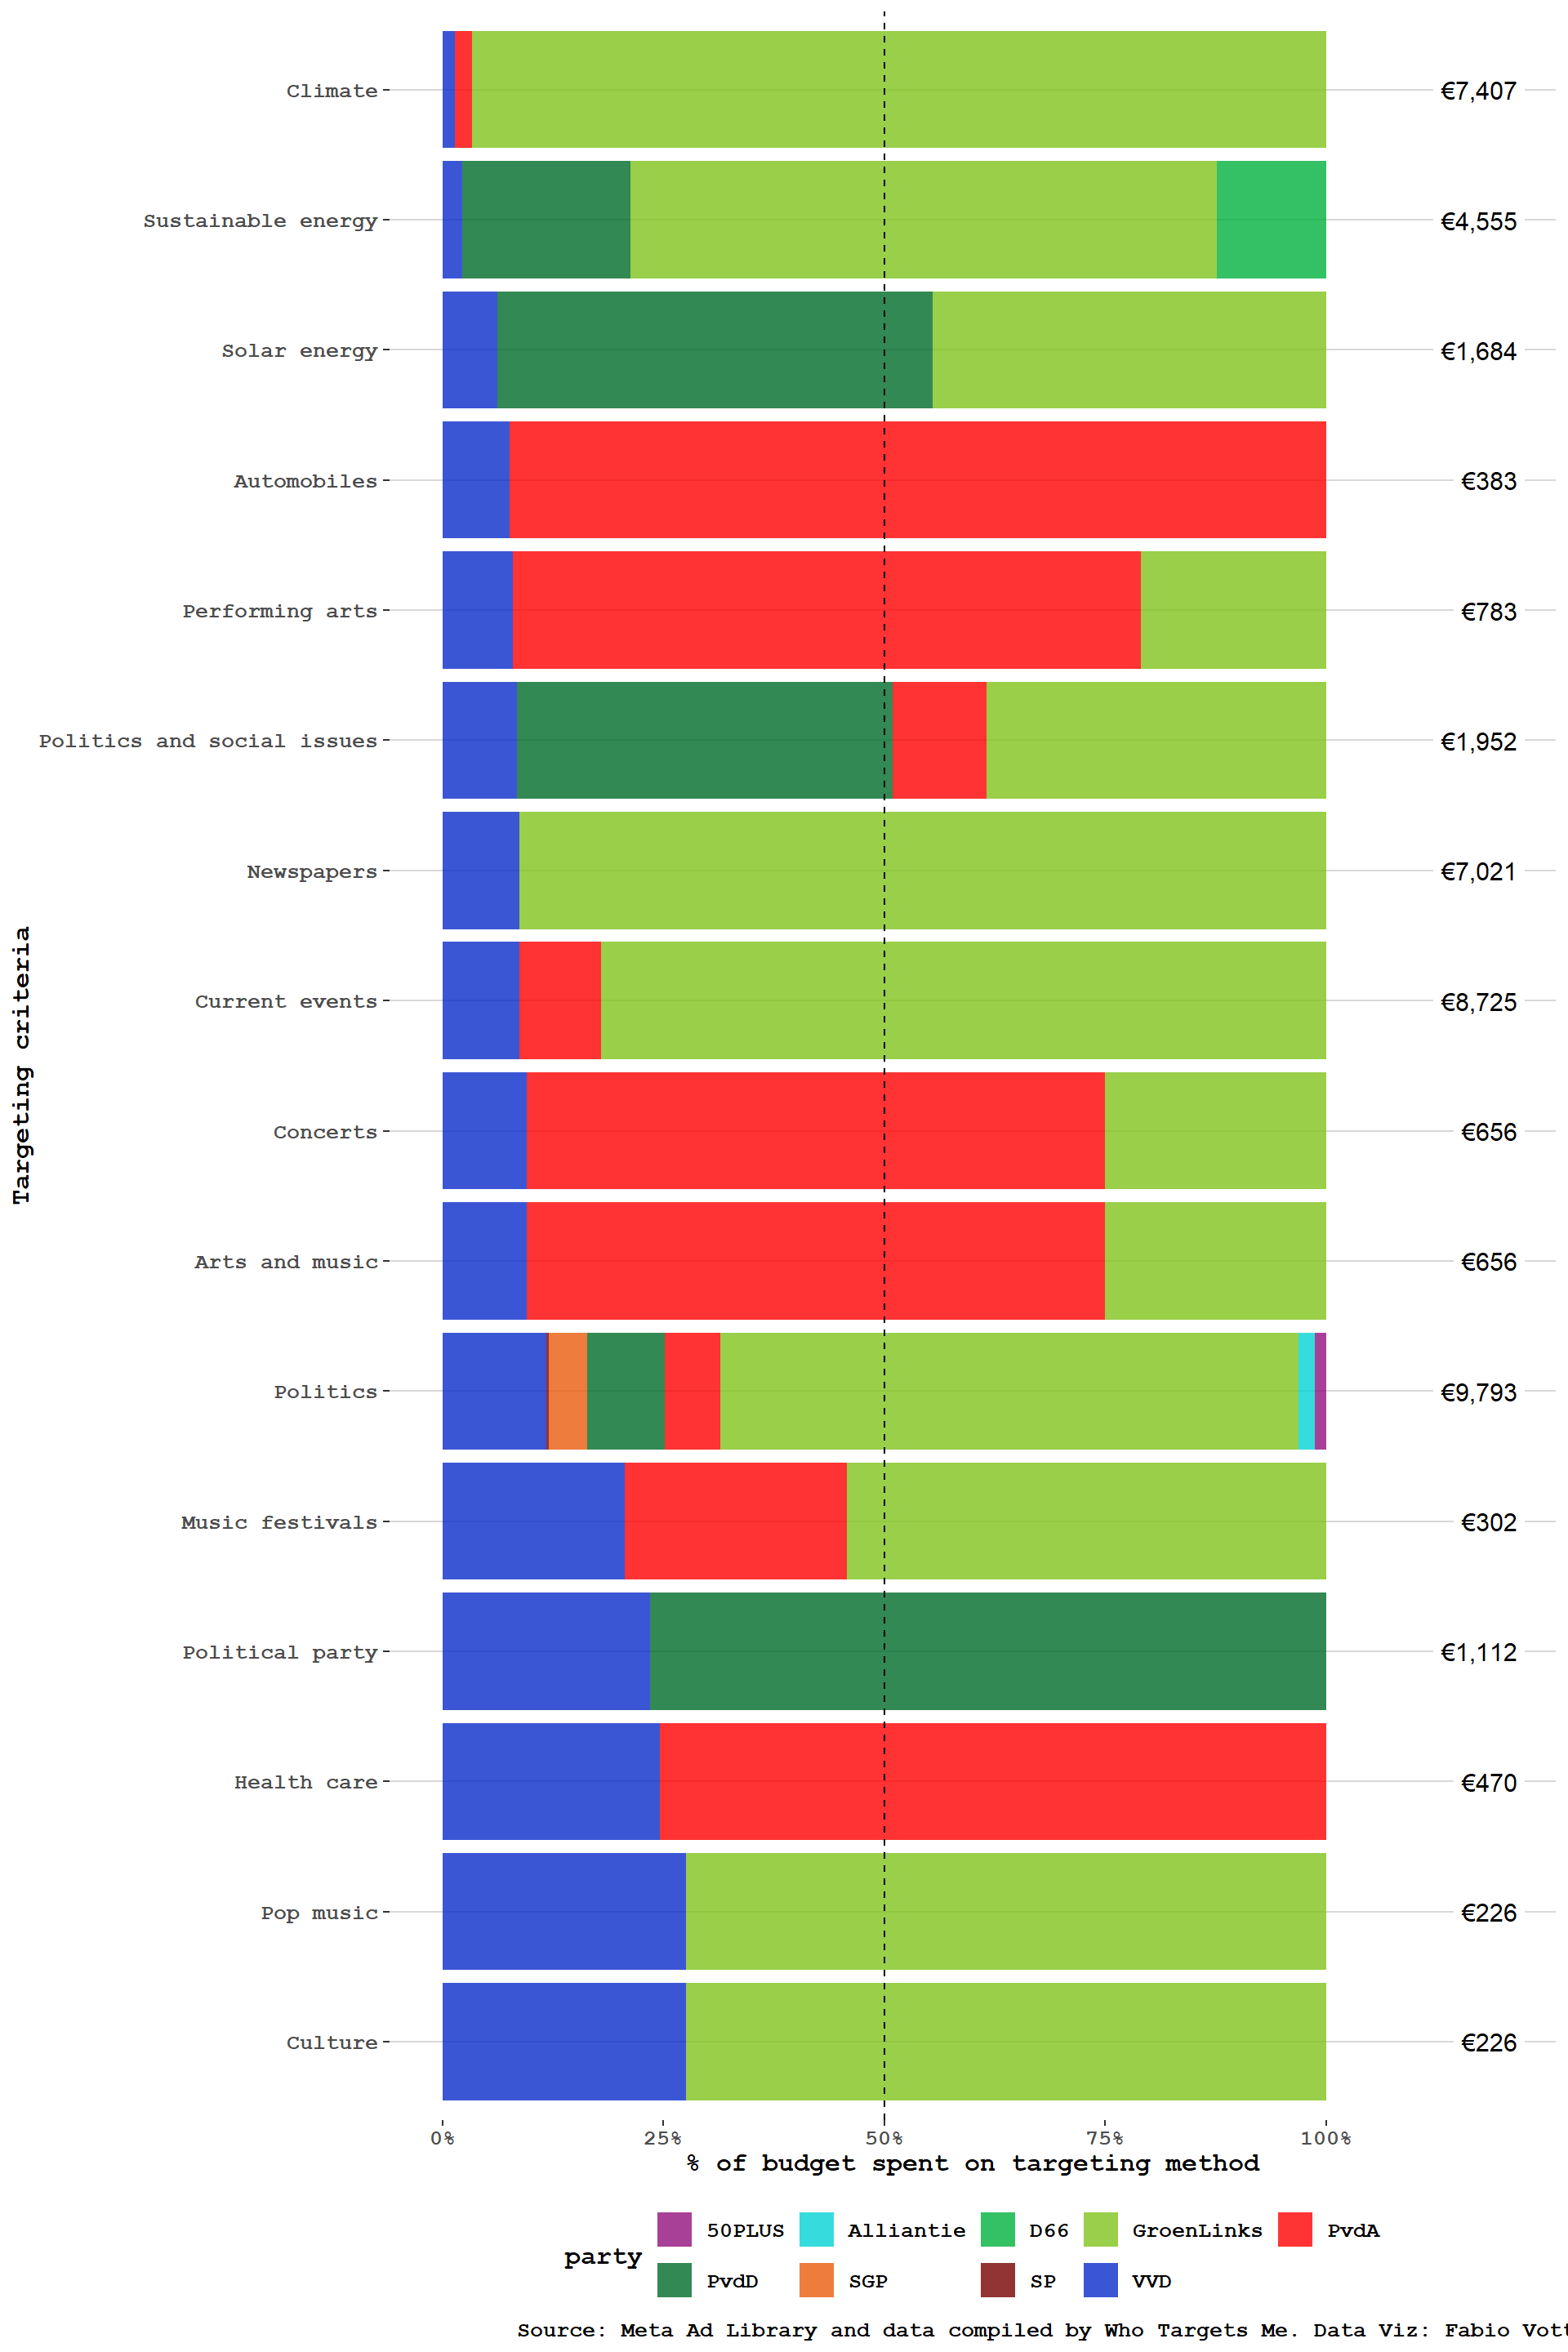 Climate €7,407
Sustainable energy €4,555
Solar energy €1,684
Automobiles €383
Performing arts €783
Politics and social issues €1,952
Newspapers €7,021
Current events €8,725
Concerts €656
Arts and music €656
Politics €9,793
Music festivals €302
Political party €1,112
Health care €470
Pop music €226
Culture €226
Targeting criteria
0% 25% 50% 75% 100%
% of budget spent on targeting method
party
50PLUS Alliantie D66 GroenLinks PvdA
PvdD SGP SP VVD
Source: Meta Ad Library and data compiled by Who Targets Me. Data Viz: Fabio